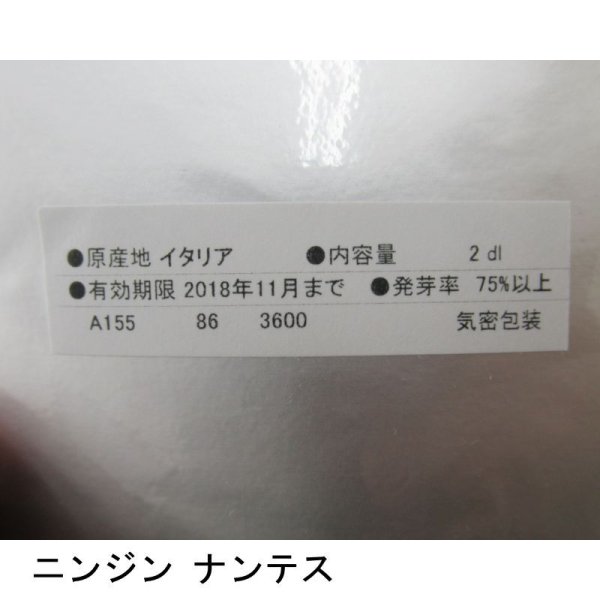 ●原産地 イタリア ●内容量 2 dl
●有効期限 2018年11月まで ●発芽率 75%以上
A155 86 3600 気密包装
ニンジン ナンテス